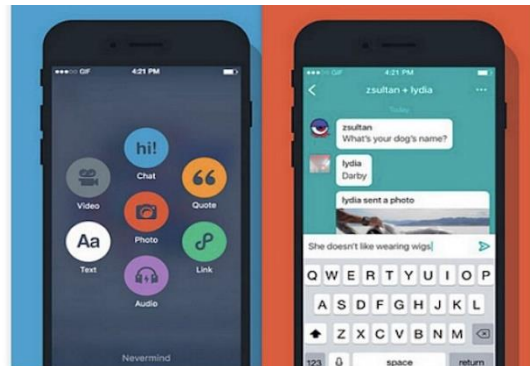 GIF 4:21 PM
hi!
Chat
Video
Quote
Aa
Photo
Text
Link
Audio
Nevermind
GIF 4:21 PM
zsultan + lydia
Today
zsultan
What's your dog's name?
lydia
Darby
lydia sent a photo
She doesn't like wearing wigs
Q W E R T Y U I O P
A S D F G H J K L
Z X C V B N M
123 space return